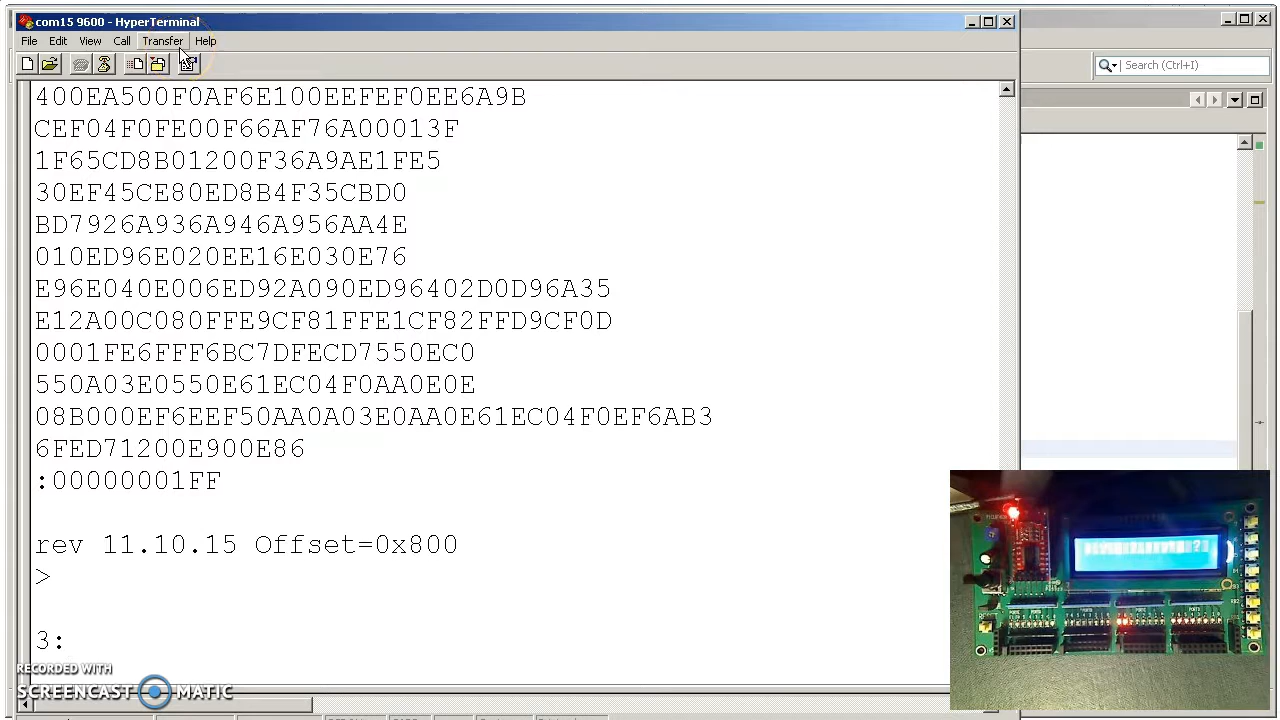 com15 9600 - HyperTerminal
File Edit View Call Transfer Help
Search (Ctrl+I)
400EA500F0AF6E100EEFEF0EE6A9B
CEF04F0FE00F66AF76A00013F
1F65CD8B01200F36A9AE1FE5
30EF45CE80ED8B4F35CBD0
BD7926A936A946A956AA4E
010ED96E020EE16E030E76
E96E040E006ED92A090ED96402D0D96A35
E12A00C080FFE9CF81FFE1CF82FFD9CF0D
0001FE6FFF6BC7DFECD7550EC0
550A03E0550E61EC04F0AA0E0E
08B000EF6EEF50AA0A03E0AA0E61EC04F0EF6AB3
6FED71200E900E86
:00000001FF
rev 11.10.15 Offset=0x800
>
3:
RECORDED WITH
SCREENCAST MATIC